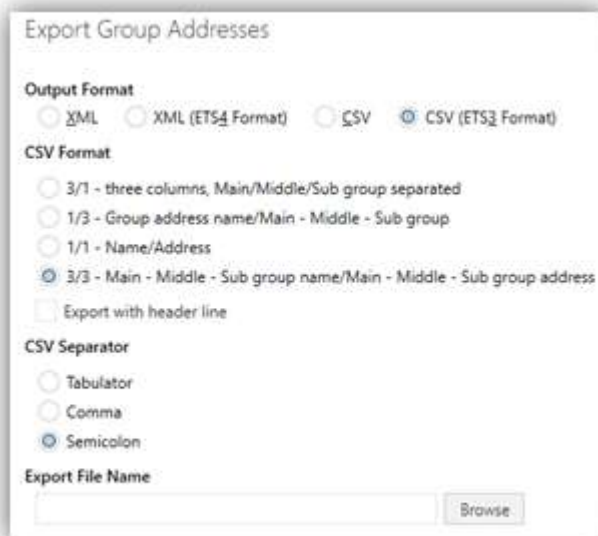 Export Group Addresses
Output Format
XML XML (ETS4 Format) CSV CSV (ETS3 Format)
CSV Format
3/1 - three columns, Main/Middle/Sub group separated
1/3 - Group address name/Main - Middle - Sub group
1/1 - Name/Address
3/3 - Main - Middle - Sub group name/Main - Middle - Sub group address
Export with header line
CSV Separator
Tabulator
Comma
Semicolon
Export File Name
Browse